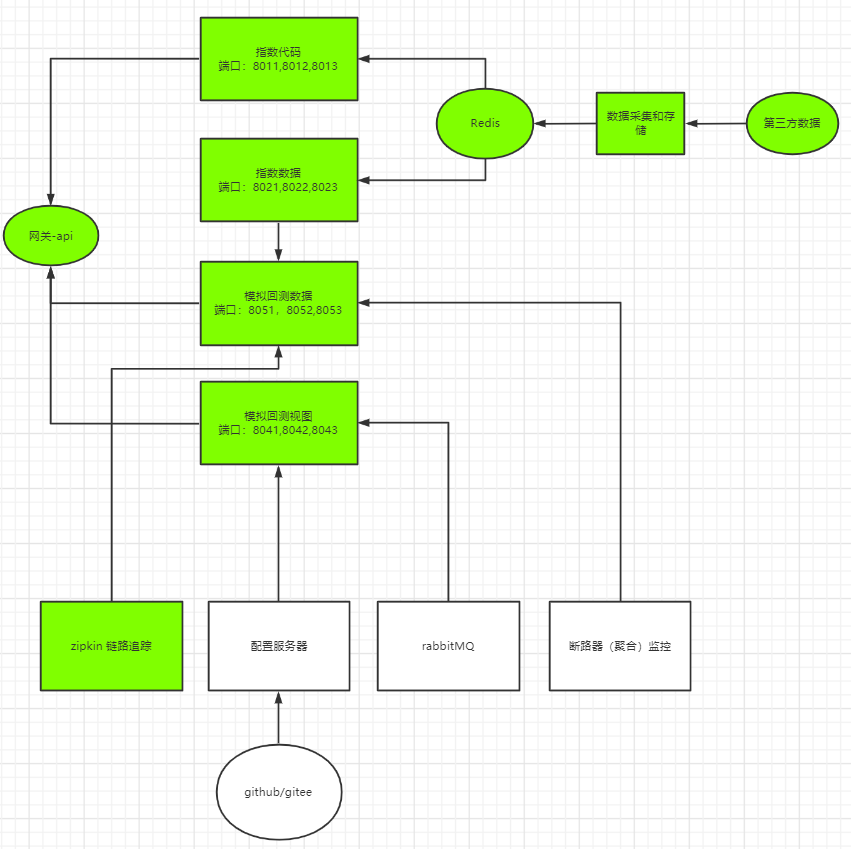 指数代码
端口：8011,8012,8013
Redis
数据采集和存
储
第三方数据
指数数据
端口：8021,8022,8023
网关-api
模拟回测数据
端口：8051，8052,8053
模拟回测视图
端口：8041,8042,8043
zipkin 链路追踪
配置服务器
rabbitMQ
断路器（聚合）监控
github/gitee